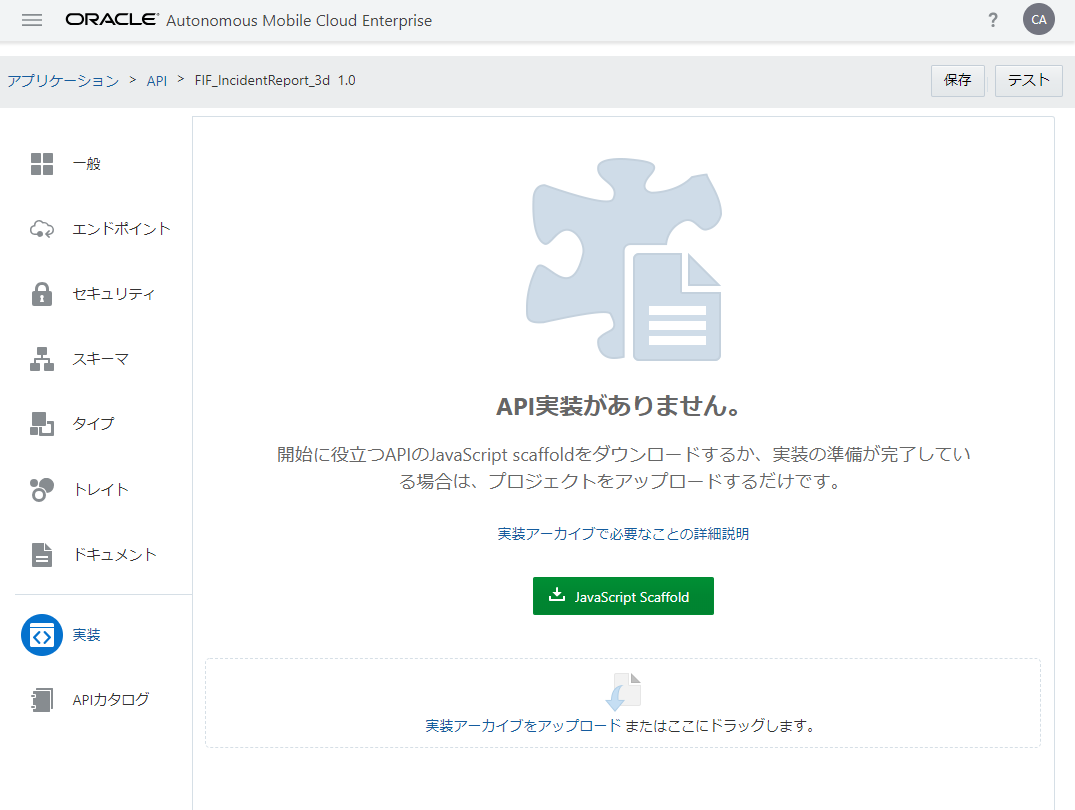 ORACLE® Autonomous Mobile Cloud Enterprise ? CA
アプリケーション > API > FIF_IncidentReport_3d 1.0 保存 テスト
一般
エンドポイント
セキュリティ
スキーマ
タイプ
トレイト
ドキュメント
実装
APIカタログ
API実装がありません。
開始に役立つAPIのJavaScript scaffoldをダウンロードするか、実装の準備が完了してい
る場合は、プロジェクトをアップロードするだけです。
実装アーカイブで必要なことの詳細説明
JavaScript Scaffold
実装アーカイブをアップロード またはここにドラッグします。